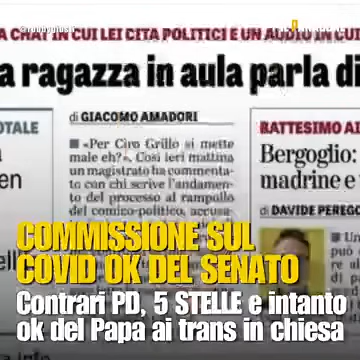 A CHAT IN CUI LEI CITA POLITICI E UN AUDIO IN CUI
a ragazza in aula parla di
di GIACOMO AMADORI
■ «Per Ciro Grillo si mette
male eh?». Così ieri mattina
un magistrato ha commenta-
to con chi scrive l'andamen-
to del processo al rampollo
del comico-politico, accusa-
OTALE
en
BATTESIMO AI
Bergoglio:
madrine e
di DAVIDE PEREGO
COMMISSIONE SUL
COVID OK DEL SENATO
Contrari PD, 5 STELLE e intanto
ok del Papa ai trans in chiesa